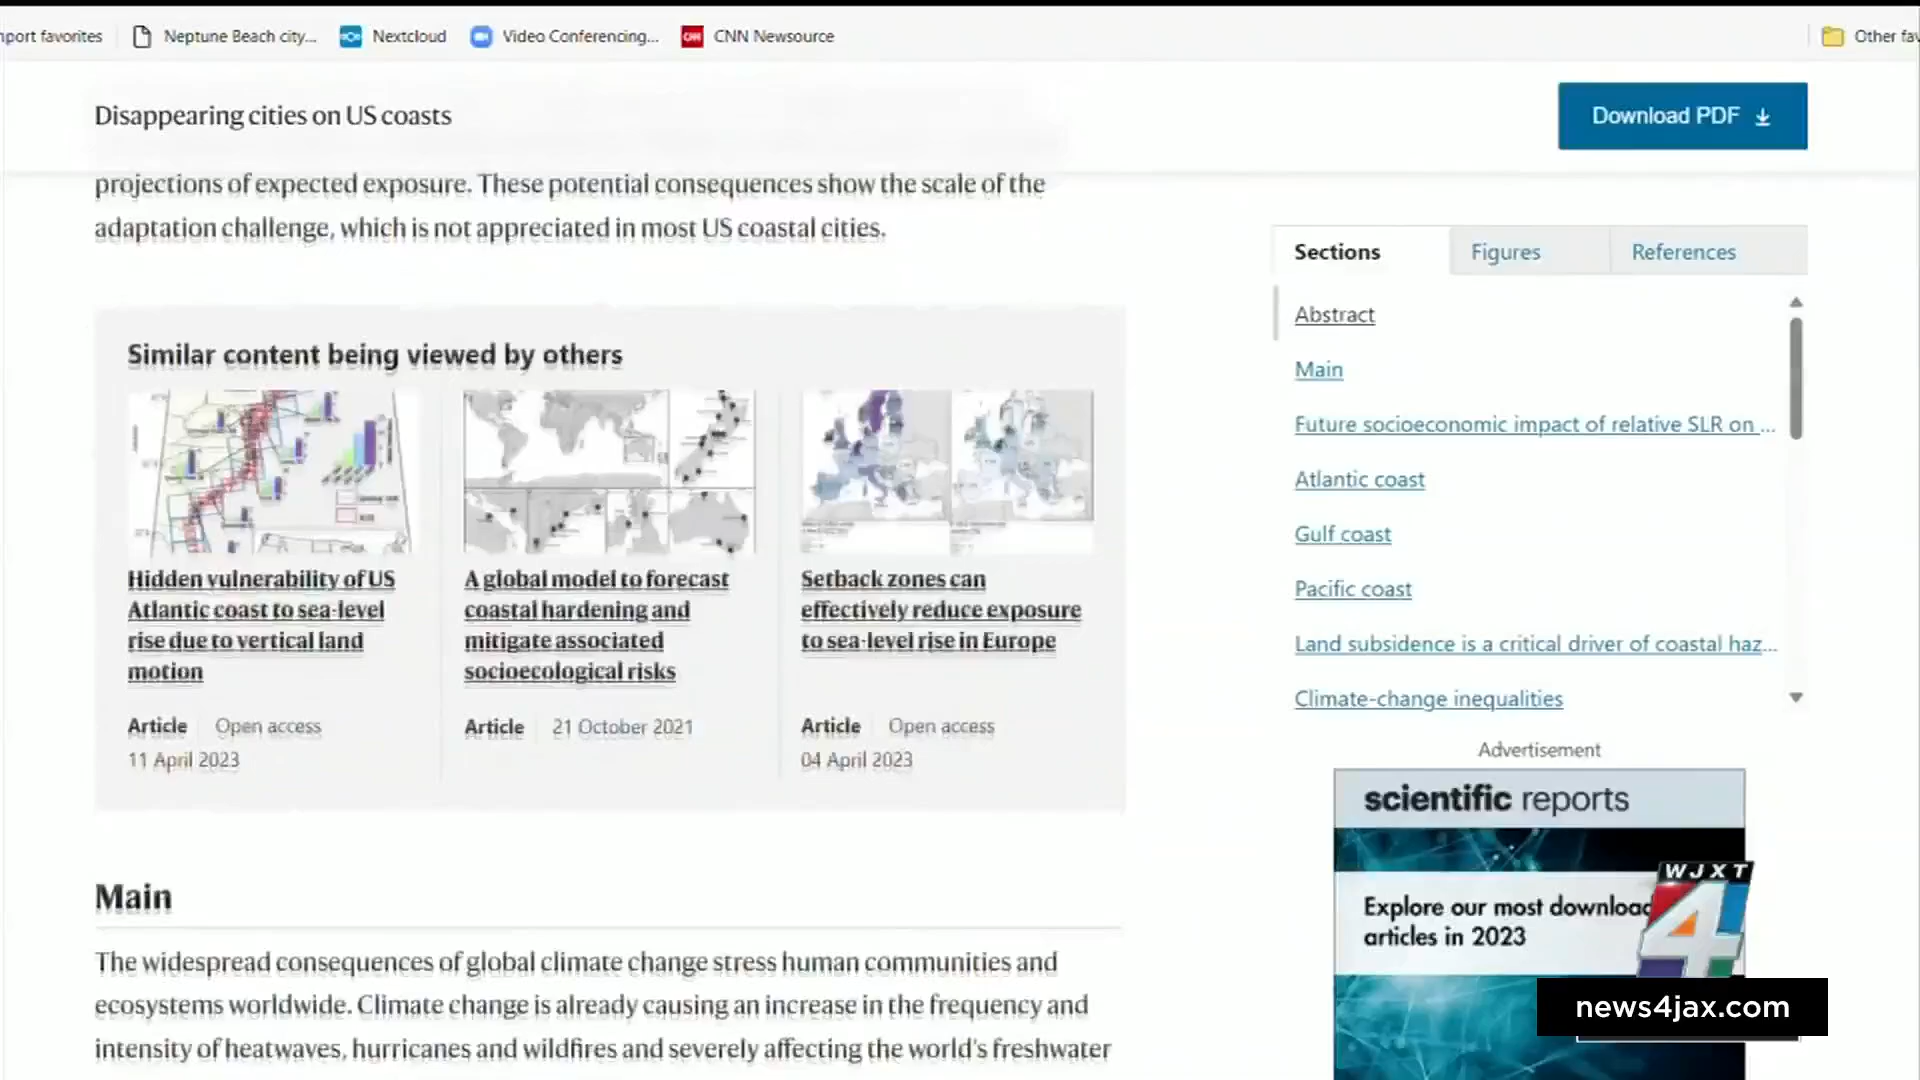 mport favorites
Neptune Beach city...
Nextcloud
Video Conferencing...
CNN Newsource
Other fav
Disappearing cities on US coasts
Download PDF
projections of expected exposure. These potential consequences show the scale of the
adaptation challenge, which is not appreciated in most US coastal cities.
Sections
Figures
References
Abstract
Main
Future socioeconomic impact of relative SLR on ...
Atlantic coast
Gulf coast
Pacific coast
Land subsidence is a critical driver of coastal haz...
Climate-change inequalities
Similar content being viewed by others
Hidden vulnerability of US
Atlantic coast to sea-level
rise due to vertical land
motion
Article
Open access
11 April 2023
A global model to forecast
coastal hardening and
mitigate associated
socioecological risks
Article
21 October 2021
Setback zones can
effectively reduce exposure
to sea-level rise in Europe
Article
Open access
04 April 2023
Advertisement
scientific reports
Explore our most downloa
articles in 2023
WJXT
4
news4jax.com
Main
The widespread consequences of global climate change stress human communities and
ecosystems worldwide. Climate change is already causing an increase in the frequency and
intensity of heatwaves, hurricanes and wildfires and severely affecting the world's freshwater